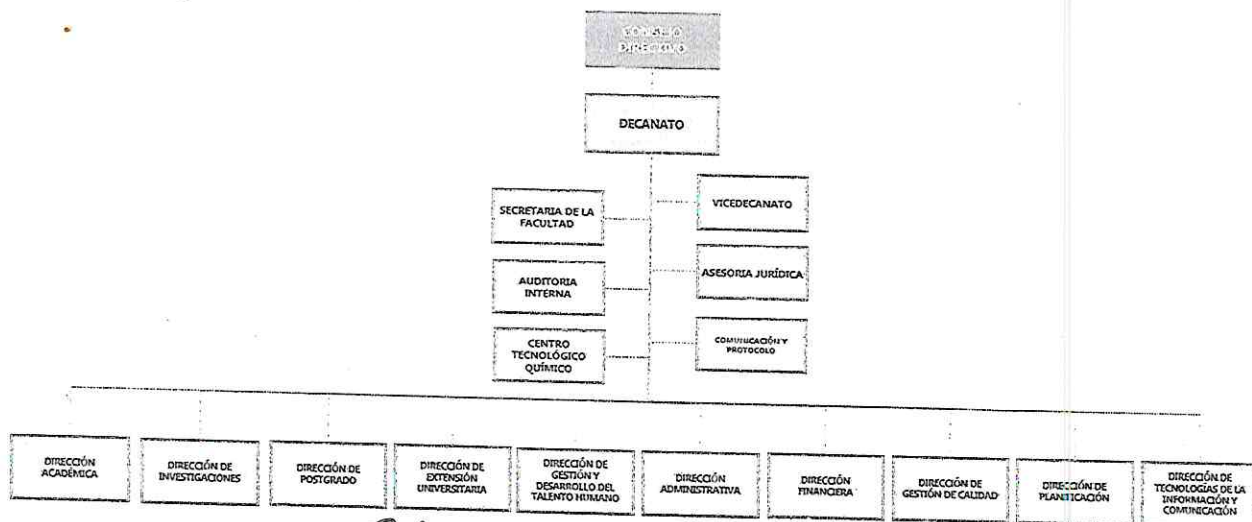 CONSEJO
DIRECTIVO
DECANATO
SECRETARIA DE LA
FACULTAD
VICEDECANATO
AUDITORIA
INTERNA
ASESORIA JURÍDICA
CENTRO
TECNOLÓGICO
QUÍMICO
COMUNICACIÓN Y
PROTOCOLO
DIRECCIÓN
ACADÉMICA
DIRECCIÓN DE
INVESTIGACIONES
DIRECCIÓN DE
POSTGRADO
DIRECCIÓN DE
EXTENSIÓN
UNIVERSITARIA
DIRECCIÓN DE
GESTIÓN Y
DESARROLLO DEL
TALENTO HUMANO
DIRECCIÓN
ADMINISTRATIVA
DIRECCIÓN
FINANCIERA
DIRECCIÓN DE
GESTIÓN DE CALIDAD
DIRECCIÓN DE
PLANIFICACIÓN
DIRECCIÓN DE
TECNOLOGÍAS DE LA
INFORMACIÓN Y
COMUNICACIÓN